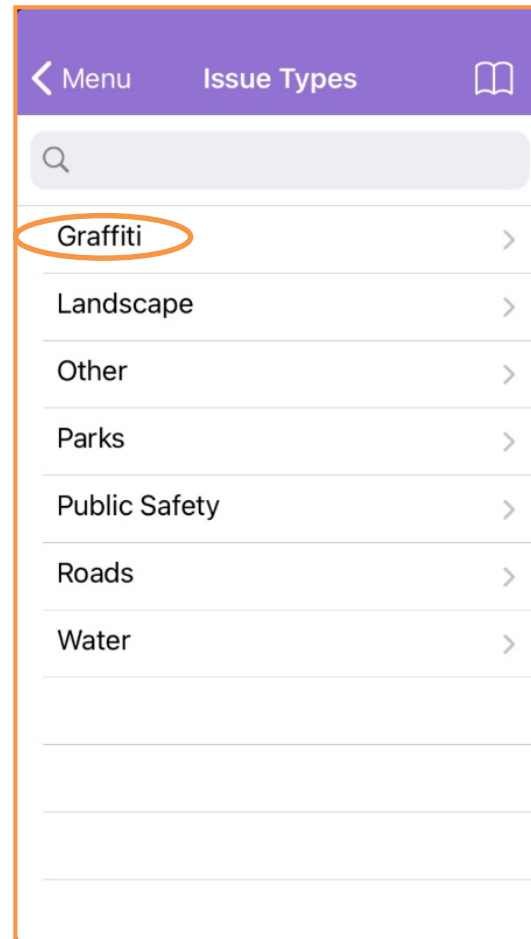 Menu Issue Types
Graffiti
Landscape
Other
Parks
Public Safety
Roads
Water